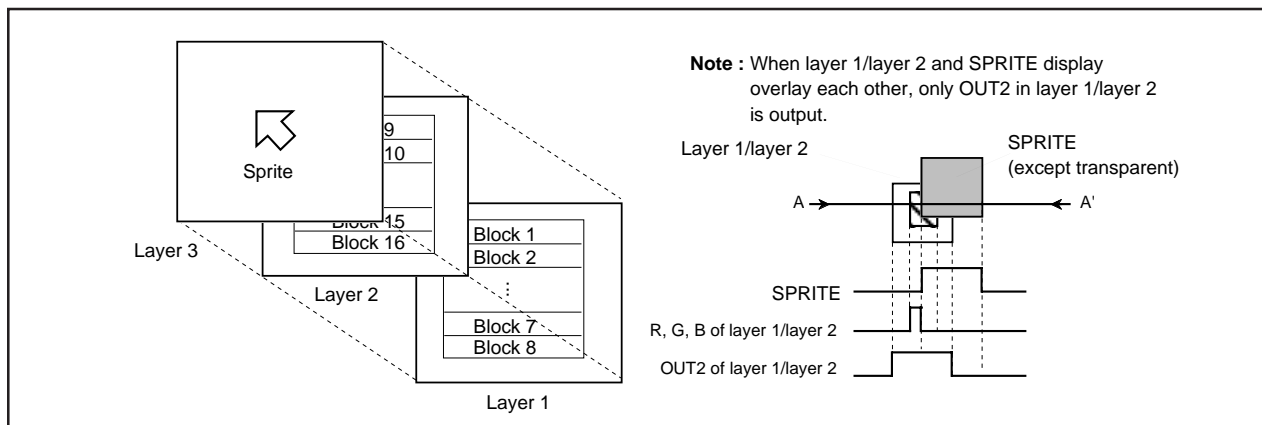 Sprite
Layer 3
9
10
Block 15
Block 16
Layer 2
Block 1
Block 2
⋮
Block 7
Block 8
Layer 1
Note : When layer 1/layer 2 and SPRITE display
overlay each other, only OUT2 in layer 1/layer 2
is output.
Layer 1/layer 2
SPRITE
(except transparent)
A
A'
SPRITE
R, G, B of layer 1/layer 2
OUT2 of layer 1/layer 2